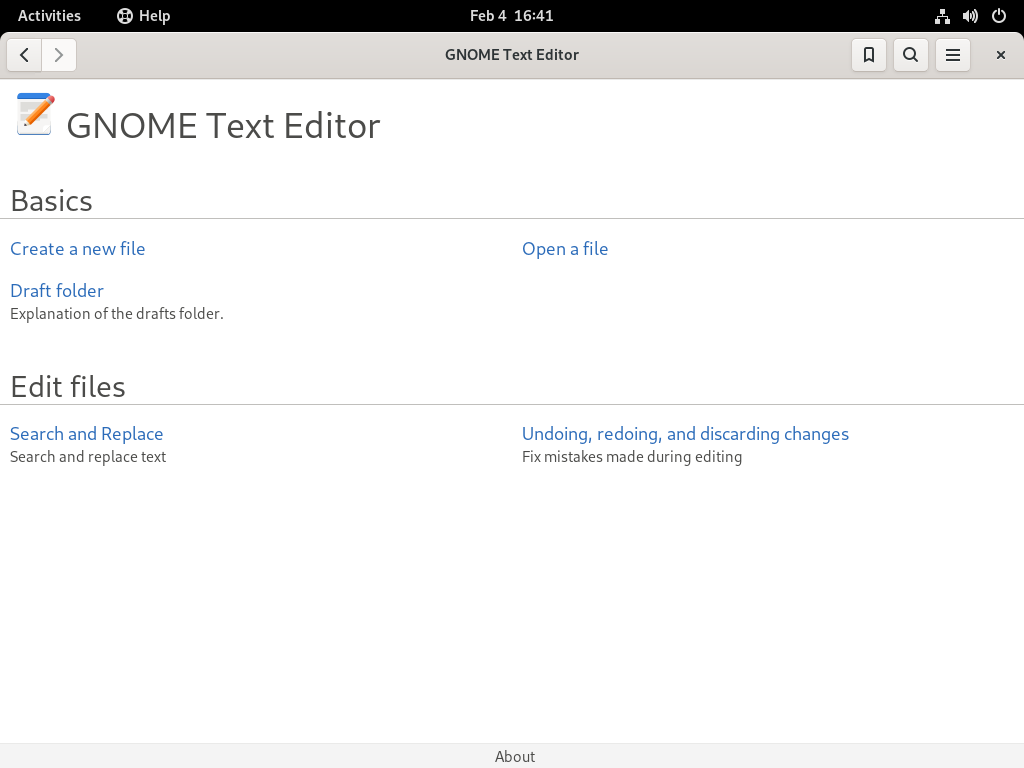 Activities Help Feb 4 16:41
GNOME Text Editor
GNOME Text Editor
Basics
Create a new file
Open a file
Draft folder
Explanation of the drafts folder.
Edit files
Search and Replace
Search and replace text
Undoing, redoing, and discarding changes
Fix mistakes made during editing
About